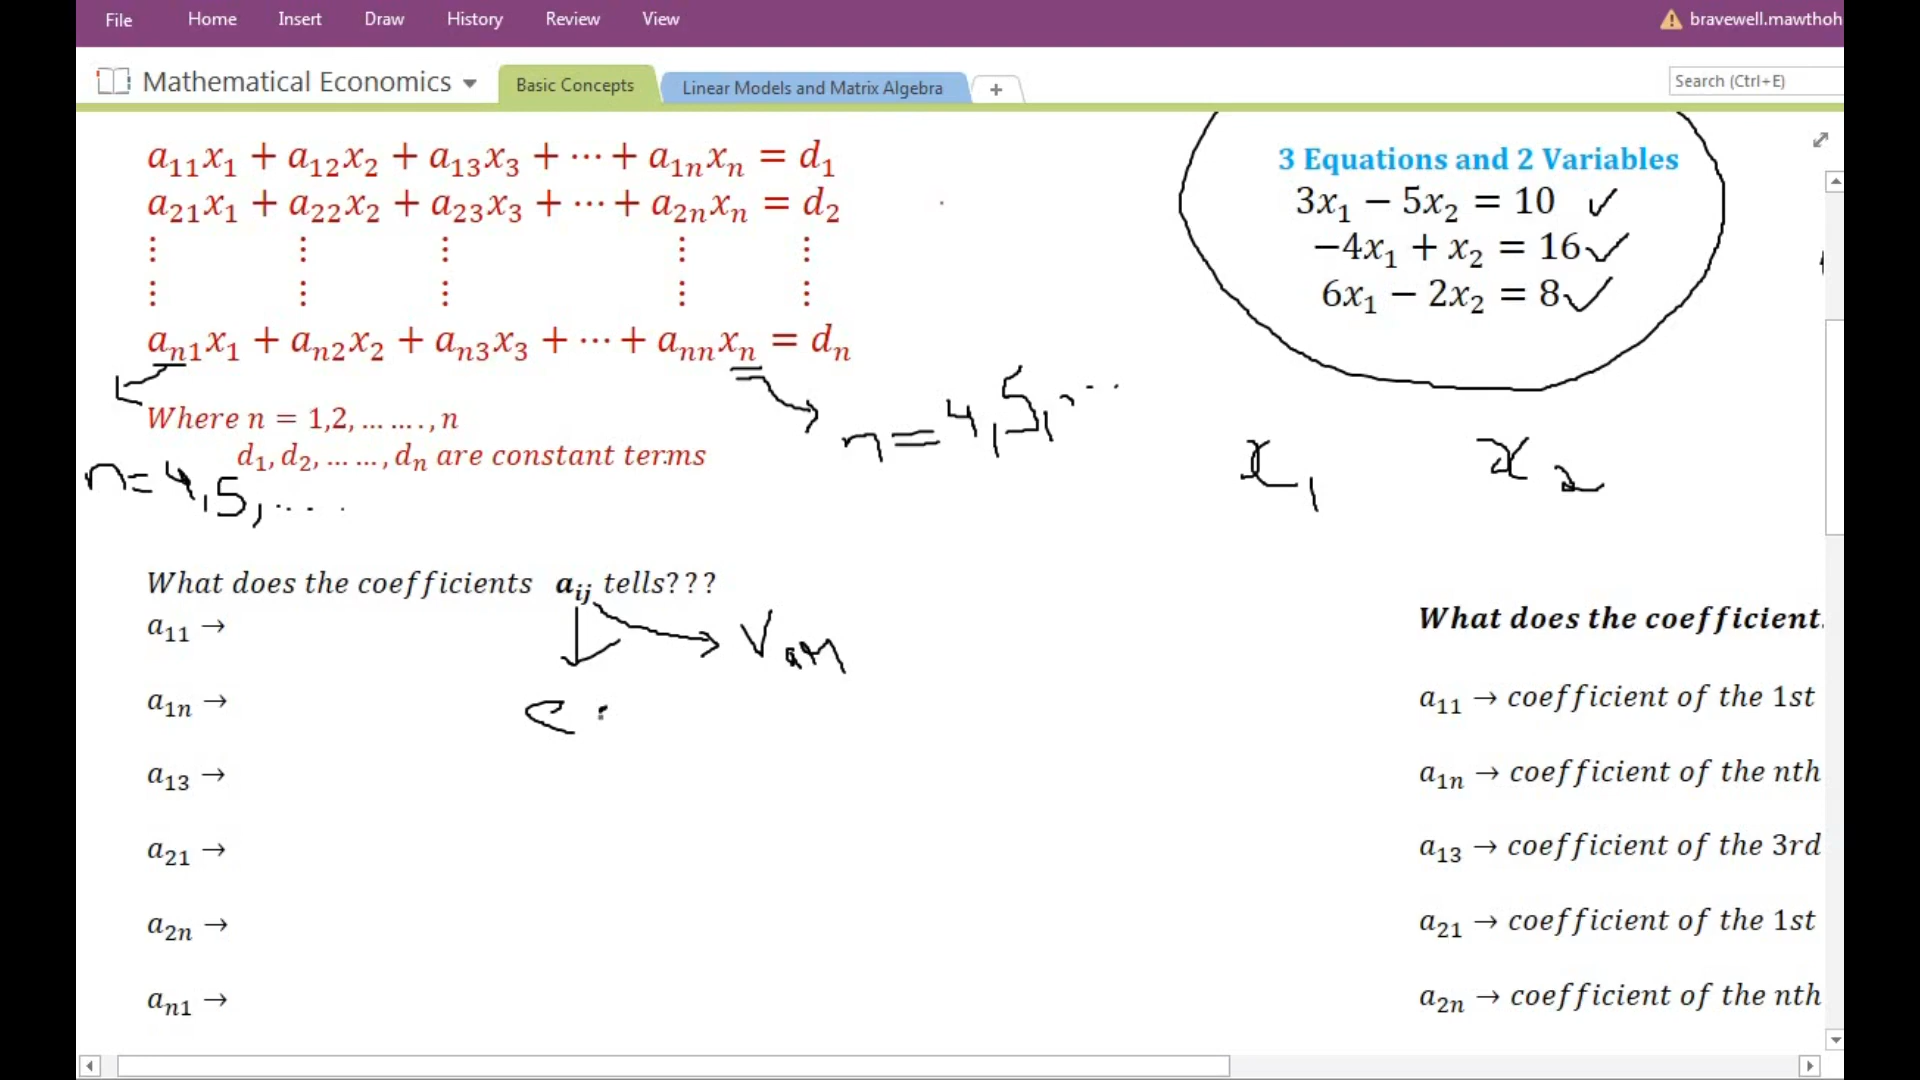 File Home Insert Draw History Review View
bravewell.mawthoh
Mathematical Economics
Basic Concepts
Linear Models and Matrix Algebra
+
Search (Ctrl+E)
a₁₁x₁ + a₁₂x₂ + a₁₃x₃ + ⋯ + a₁ₙxₙ = d₁
a₂₁x₁ + a₂₂x₂ + a₂₃x₃ + ⋯ + a₂ₙxₙ = d₂
⋮ ⋮ ⋮ ⋮ ⋮
⋮ ⋮ ⋮ ⋮ ⋮
aₙ₁x₁ + aₙ₂x₂ + aₙ₃x₃ + ⋯ + aₙₙxₙ = dₙ
Where n = 1,2, … … . , n
d₁, d₂, … …, dₙ are constant terms
n = 4,5, ....
n = 4,5, ...
3 Equations and 2 Variables
3x₁ − 5x₂ = 10 ✓
−4x₁ + x₂ = 16 ✓
6x₁ − 2x₂ = 8 ✓
x₁ x₂
What does the coefficients aᵢⱼ tells???
a₁₁ →
a₁ₙ →
a₁₃ →
a₂₁ →
a₂ₙ →
aₙ₁ →
What does the coefficient
a₁₁ → coefficient of the 1st
a₁ₙ → coefficient of the nth
a₁₃ → coefficient of the 3rd
a₂₁ → coefficient of the 1st
a₂ₙ → coefficient of the nth